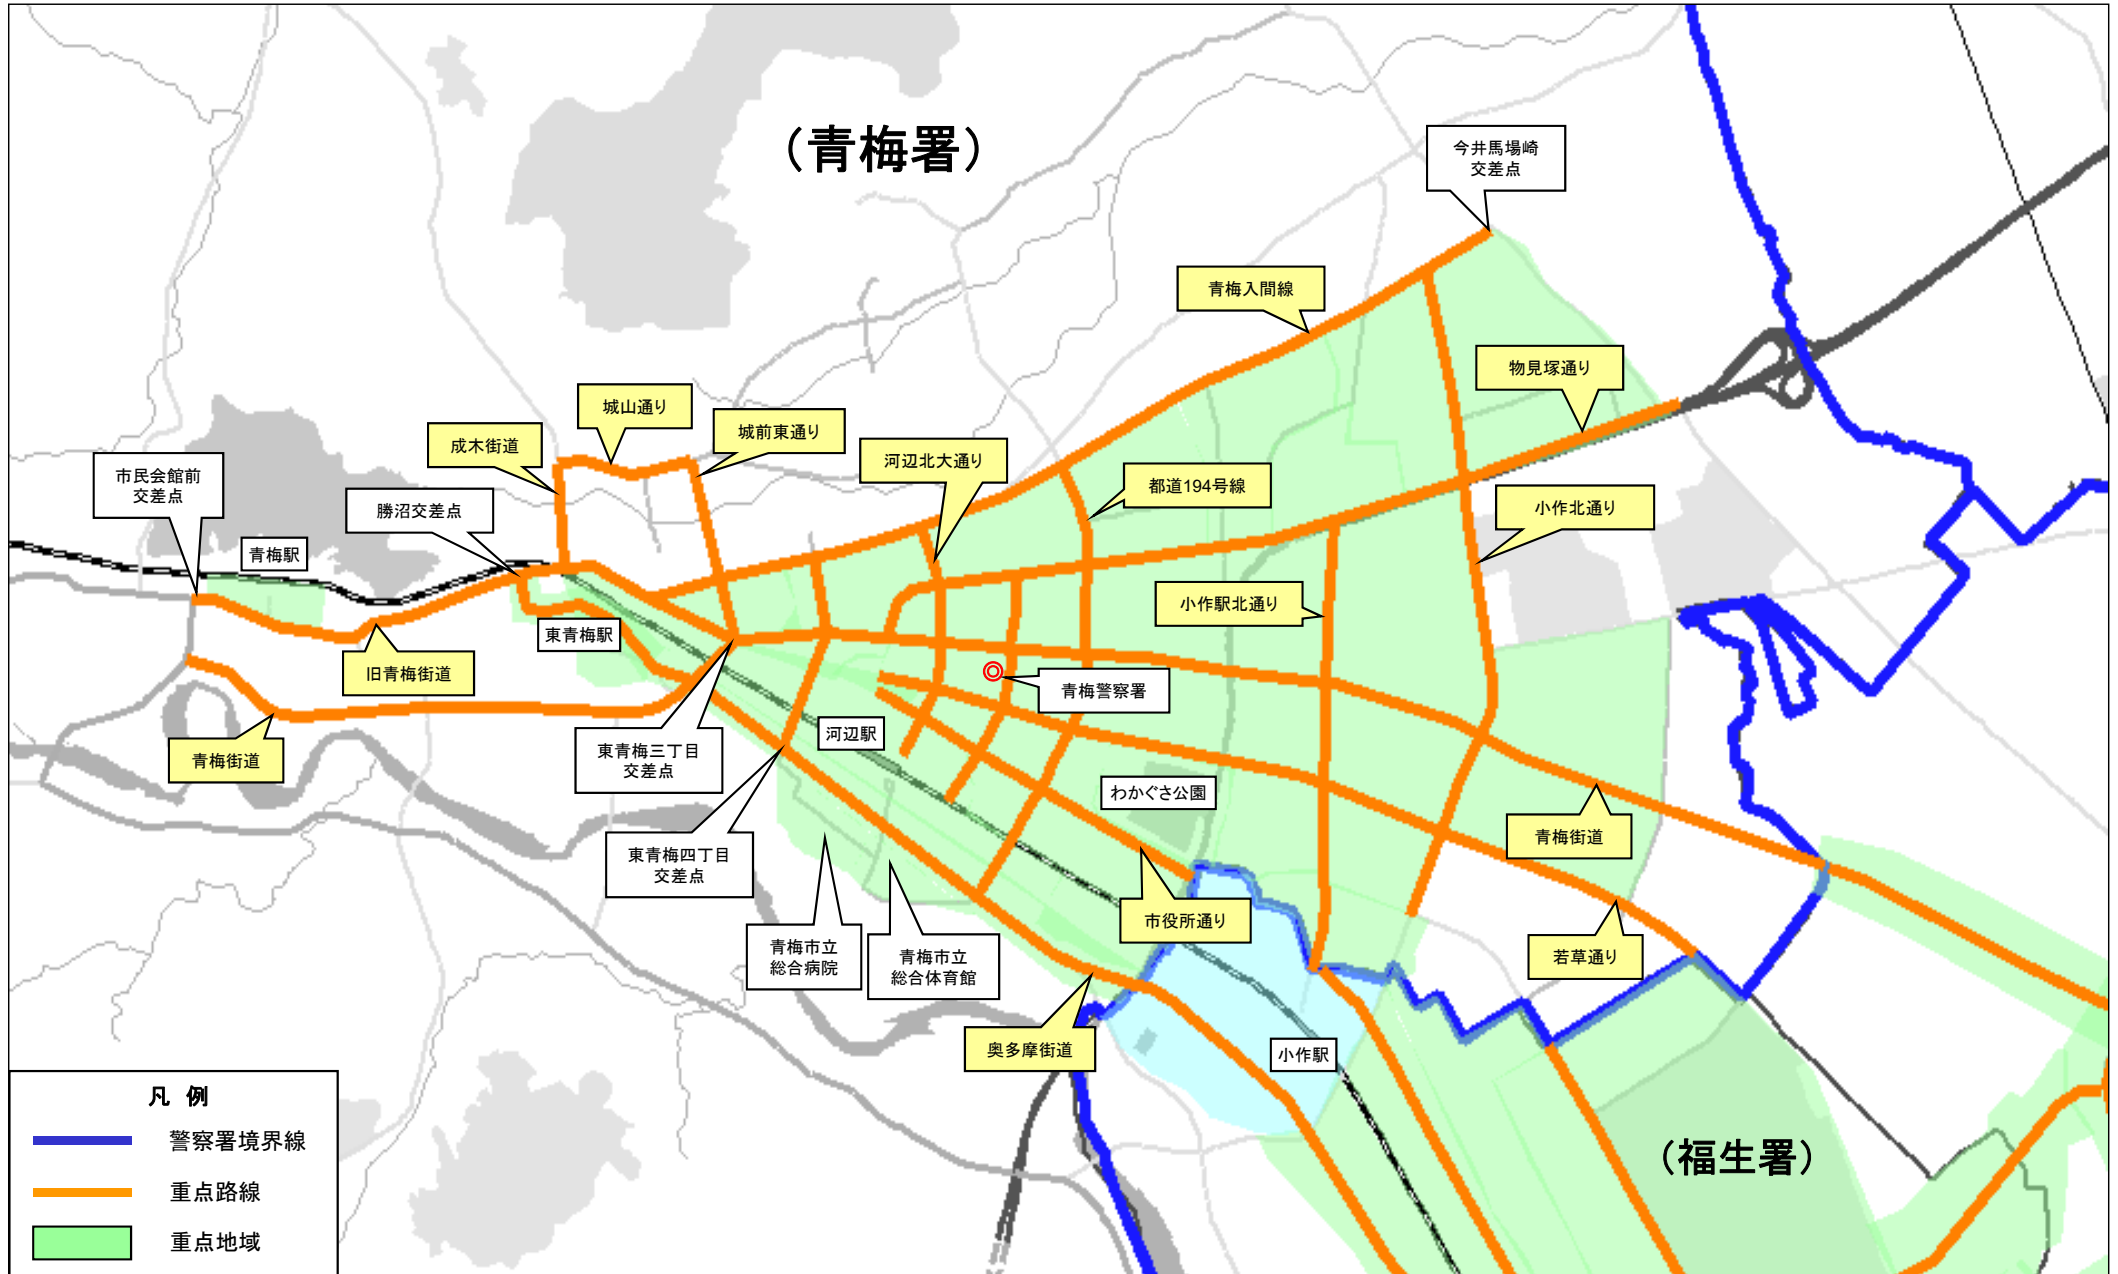 （青梅署）
今井馬場崎
交差点
青梅入間線
物見塚通り
城山通り
城前東通り
成木街道
河辺北大通り
市民会館前
交差点
都道194号線
勝沼交差点
小作北通り
青梅駅
小作駅北通り
東青梅駅
旧青梅街道
青梅警察署
河辺駅
青梅街道
東青梅三丁目
交差点
わかぐさ公園
青梅街道
東青梅四丁目
交差点
市役所通り
青梅市立
総合病院
青梅市立
総合体育館
若草通り
奥多摩街道
小作駅
（福生署）
凡 例
警察署境界線
重点路線
重点地域